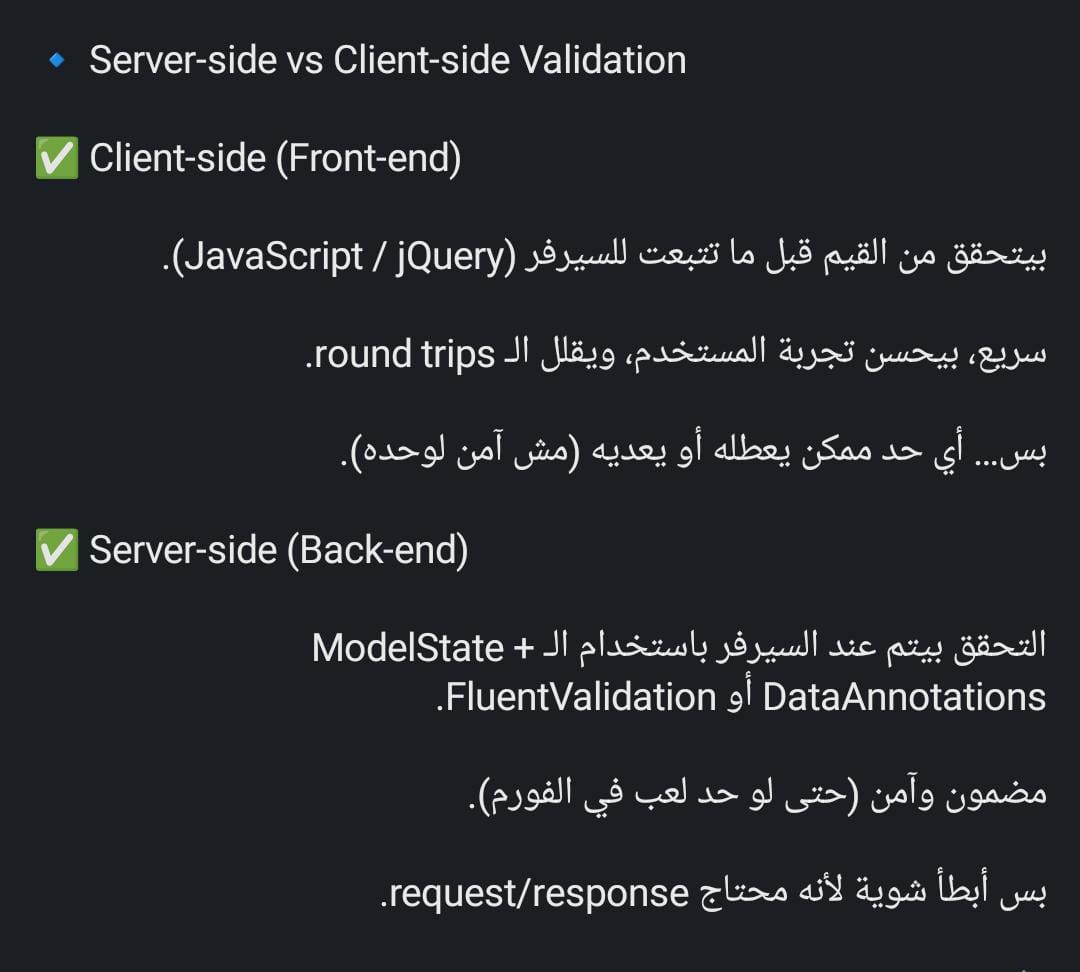 🔹 Server-side vs Client-side Validation
✅ Client-side (Front-end)
بيتحقق من القيم قبل ما تتبعت للسيرفر (JavaScript / jQuery).
سريع، بيحسن تجربة المستخدم، ويقلل الـ round trips.
بس... أي حد ممكن يعطله أو يعديه (مش آمن لوحده).
✅ Server-side (Back-end)
التحقق بيتم عند السيرفر باستخدام الـ ModelState +
DataAnnotations أو FluentValidation.
مضمون وآمن (حتى لو حد لعب في الفورم).
بس أبطأ شوية لأنه محتاج request/response.